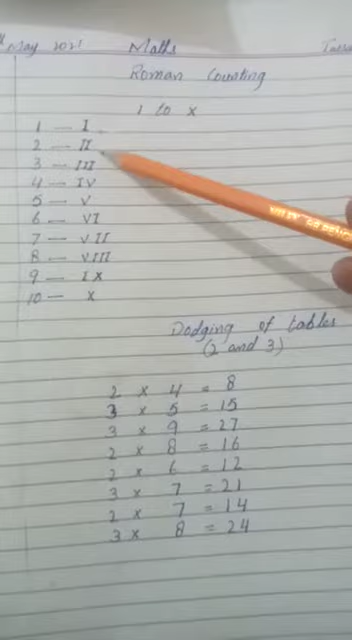 May 2021 Maths
Roman Counting
1 to x
1 — I
2 — II
3 — III
4 — IV
5 — V
6 — VI
7 — VII
8 — VIII
9 — IX
10 — X
Dodging of tables
(2 and 3)
2 × 4 = 8
3 × 5 = 15
3 × 9 = 27
2 × 8 = 16
2 × 6 = 12
3 × 7 = 21
2 × 7 = 14
3 × 8 = 24